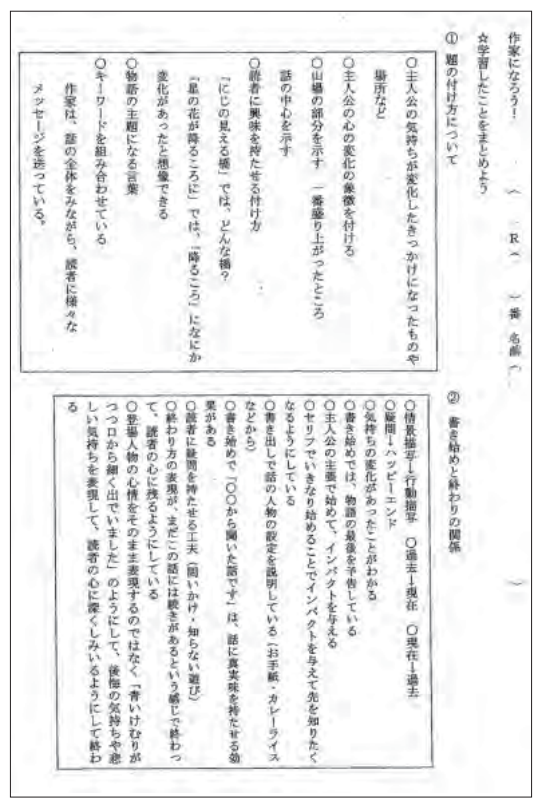 作家になろう!　(　　R(　　)番 名前(　　)
☆学習したことをまとめよう
① 題の付け方について
○主人公の気持ちが変化したきっかけになったものや
場所など
○主人公の心の変化の象徴を付ける
○山場の部分を示す　一番盛り上がったところ
話の中心を示す
○読者に興味を持たせる付け方
「にじの見える橋」では、どんな橋?
「星の花が降るころに」では、「降るころ」になにか
変化があったと想像できる
○物語の主題になる言葉
○キーワードを組み合わせている
作家は、話の全体をみながら、読者に様々な
メッセージを送っている。
② 書き始めと終わりの関係
○情景描写→行動描写　○過去→現在　○現在→過去
○疑問→ハッピーエンド
○気持ちの変化があったことがわかる
○書き始めでは、物語の最後を予告している
○主人公の主張で始めて、インパクトを与える
○セリフでいきなり始めることでインパクトを与えて先を知りたく
なるようにしている
○書き出しで話の人物の設定を説明している(お手紙・カレーライス
などから)
○書き始めで「○○から聞いた話です」は、話に真実味を持たせる効
果がある
○読者に疑問を持たせる工夫(問いかけ・知らない遊び)
○終わり方の表現が、まだこの話には続きがあるという感じで終わっ
て、読者の心に残るようにしている
○登場人物の心情をそのまま表現するのではなく「青いけむりが
つつ口から細く出ていました」のようにして、後悔の気持ちや悲
しい気持ちを表現して、読者の心に深くしみいるようにして終わ
る